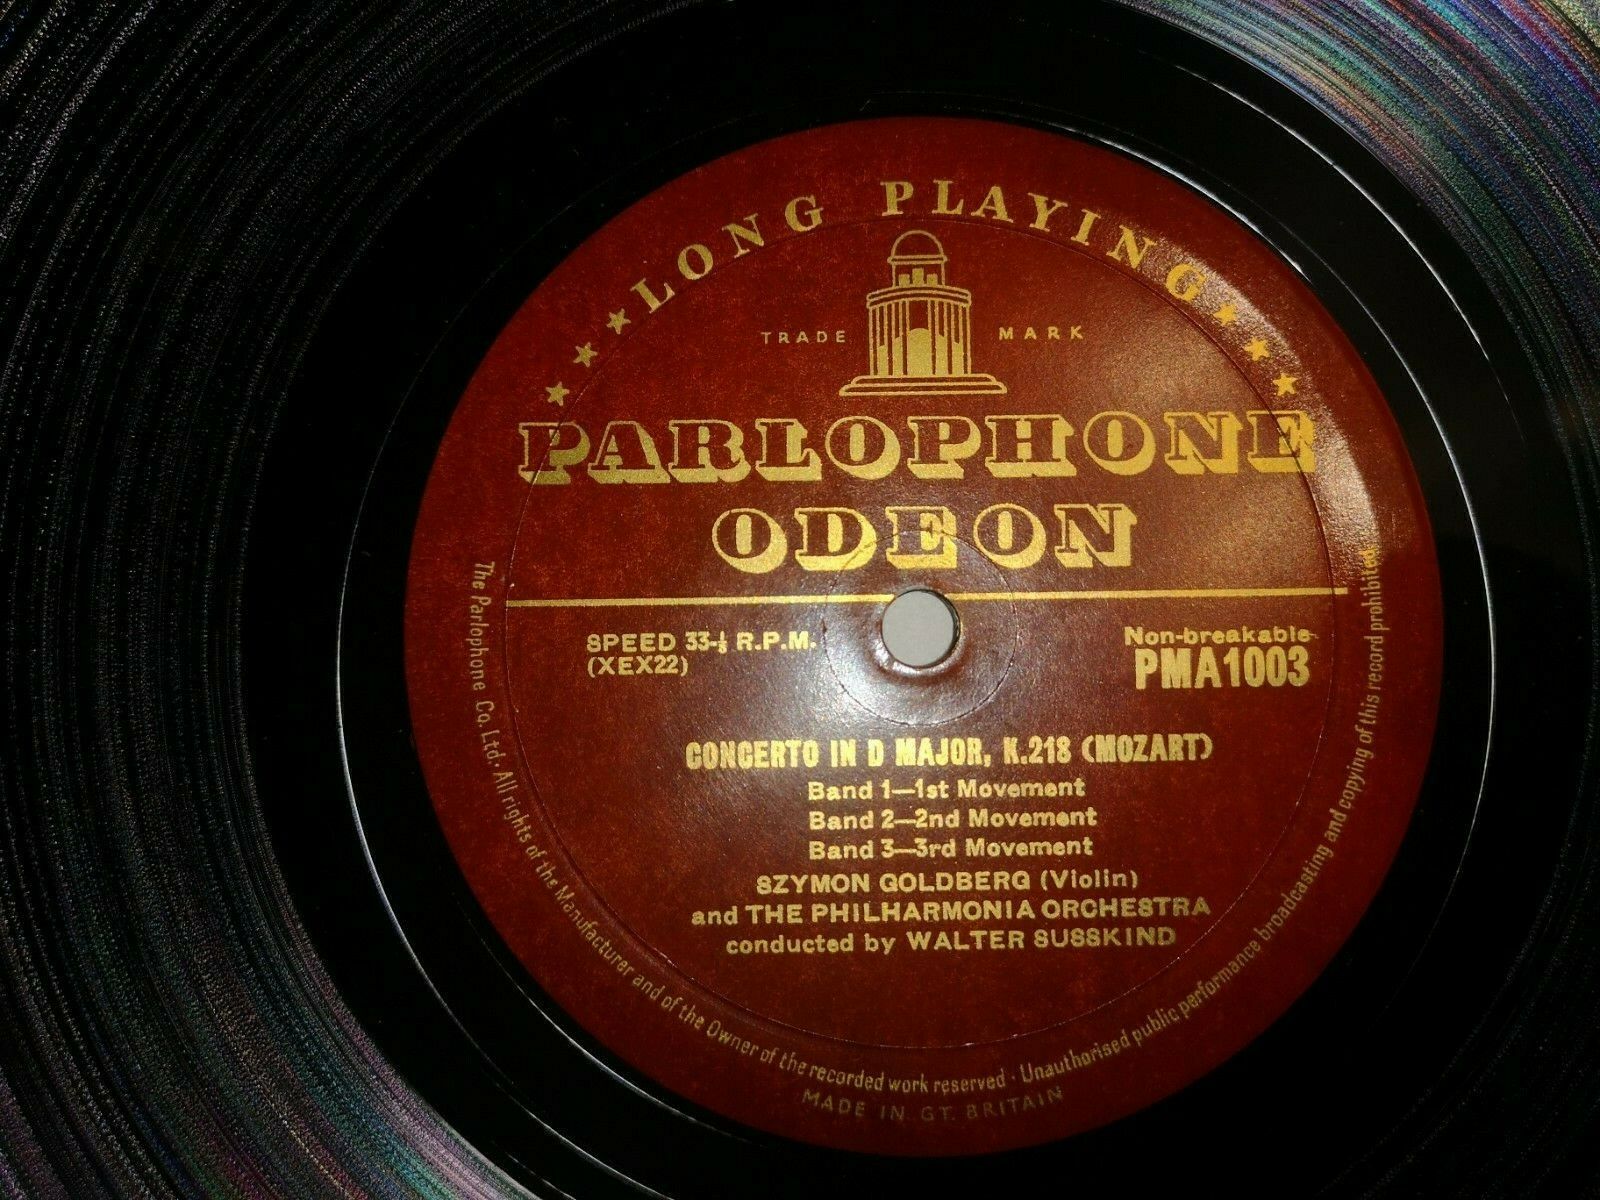 ★★★ LONG PLAYING ★★★
TRADE MARK
PARLOPHONE
ODEON
SPEED 33-⅓ R.P.M.
(XEX22)
Non-breakable
PMA1003
CONCERTO IN D MAJOR, K.218 (MOZART)
Band 1—1st Movement
Band 2—2nd Movement
Band 3—3rd Movement
SZYMON GOLDBERG (Violin)
and THE PHILHARMONIA ORCHESTRA
conducted by WALTER SUSSKIND
The Parlophone Co. Ltd. All rights of the Manufacturer and of the Owner of the recorded work reserved · Unauthorised public performance, broadcasting and copying of this record prohibited
MADE IN GT. BRITAIN